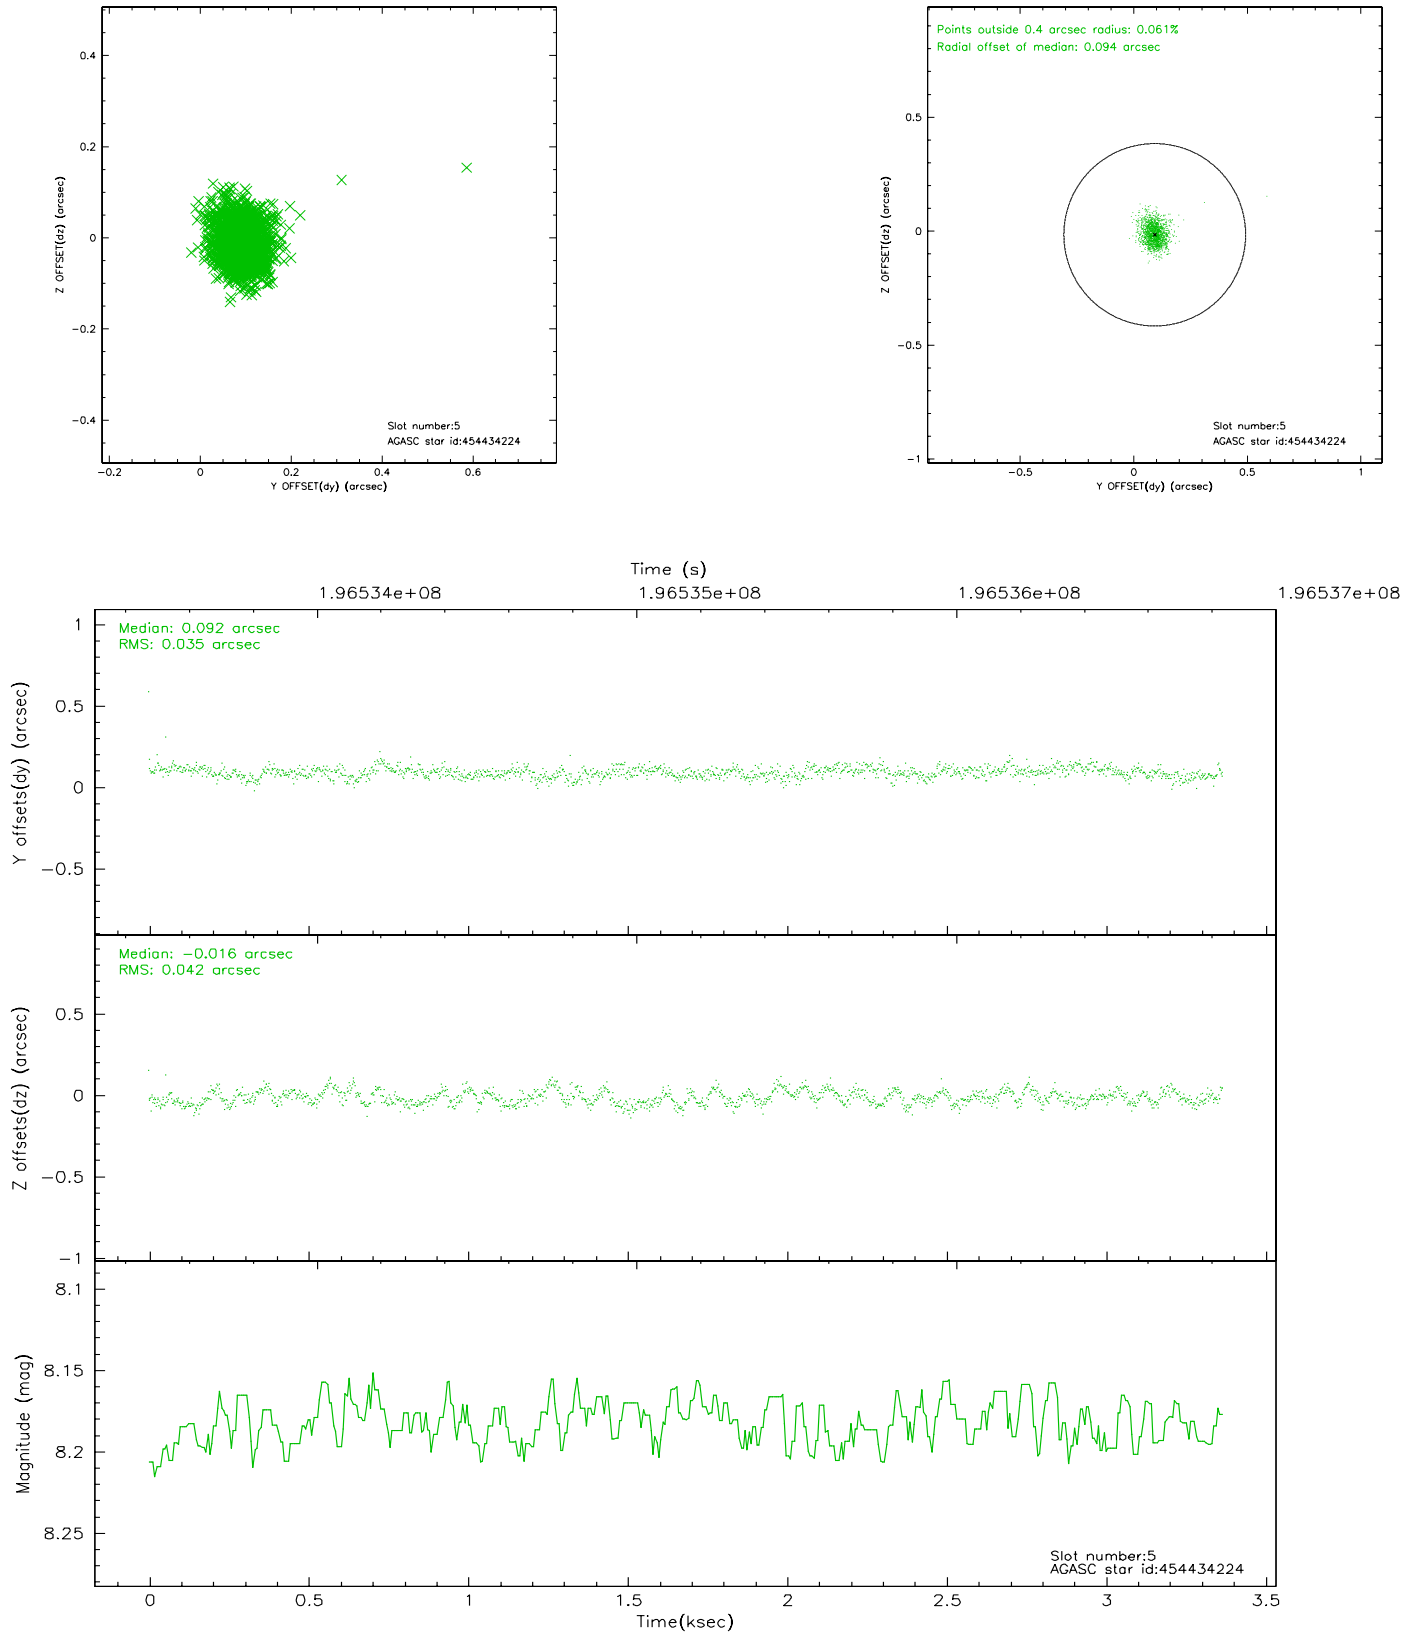 0.4
0.2
0
−0.2
−0.4
Z OFFSET(dz) (arcsec)
Slot number:5
AGASC star id:454434224
−0.2
0
0.2
0.4
0.6
Y OFFSET(dy) (arcsec)
Points outside 0.4 arcsec radius: 0.061%
Radial offset of median: 0.094 arcsec
0.5
0
−0.5
−1
Z OFFSET(dz) (arcsec)
Slot number:5
AGASC star id:454434224
−0.5
0
0.5
1
Y OFFSET(dy) (arcsec)
Time (s)
1.96534e+08
1.96535e+08
1.96536e+08
1.96537e+08
Median: 0.092 arcsec
RMS: 0.035 arcsec
1
0.5
0
−0.5
Y offsets(dy) (arcsec)
Median: −0.016 arcsec
RMS: 0.042 arcsec
0.5
0
−0.5
−1
Z offsets(dz) (arcsec)
8.1
8.15
8.2
8.25
Magnitude (mag)
Slot number:5
AGASC star id:454434224
0
0.5
1
1.5
2
2.5
3
3.5
Time(ksec)